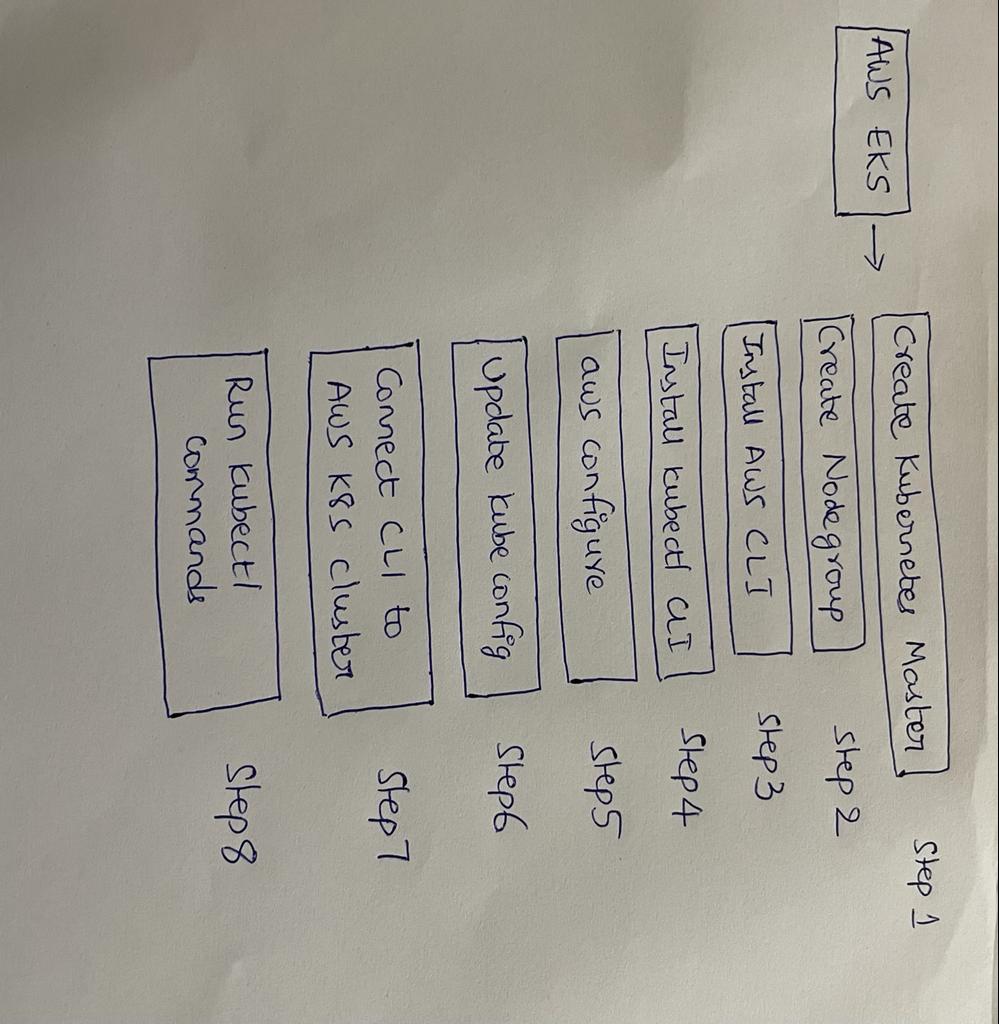 AWS EKS →
Create Kubernetes Master Step 1
Create Nodegroup Step 2
Install AWS CLI Step 3
Install kubectl CLI Step 4
aws configure Step 5
Update kube config Step 6
Connect CLI to
AWS K8S cluster Step 7
Run kubectl
commands Step 8